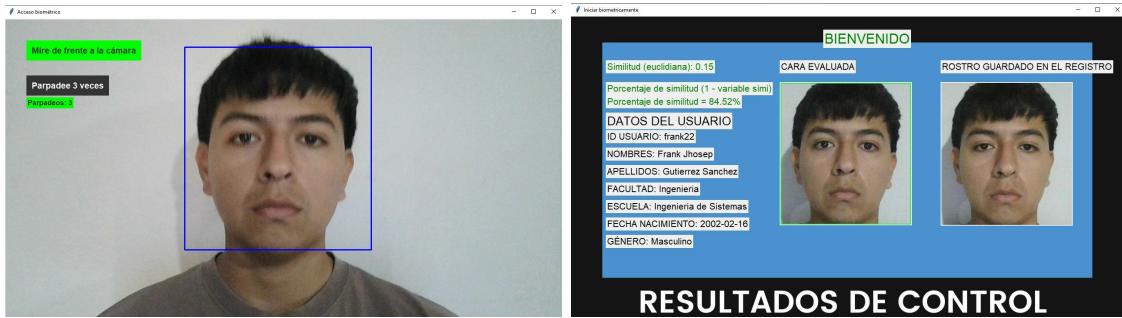 Acceso biométrico
Mire de frente a la cámara
Parpadee 3 veces
Parpadeos: 3
Iniciar biometricamente
BIENVENIDO
Similitud (euclidiana): 0.15
CARA EVALUADA
ROSTRO GUARDADO EN EL REGISTRO
Porcentaje de similitud (1 - variable simi)
Porcentaje de similitud = 84.52%
DATOS DEL USUARIO
ID USUARIO: frank22
NOMBRES: Frank Jhosep
APELLIDOS: Gutierrez Sanchez
FACULTAD: Ingenieria
ESCUELA: Ingenieria de Sistemas
FECHA NACIMIENTO: 2002-02-16
GÉNERO: Masculino
RESULTADOS DE CONTROL